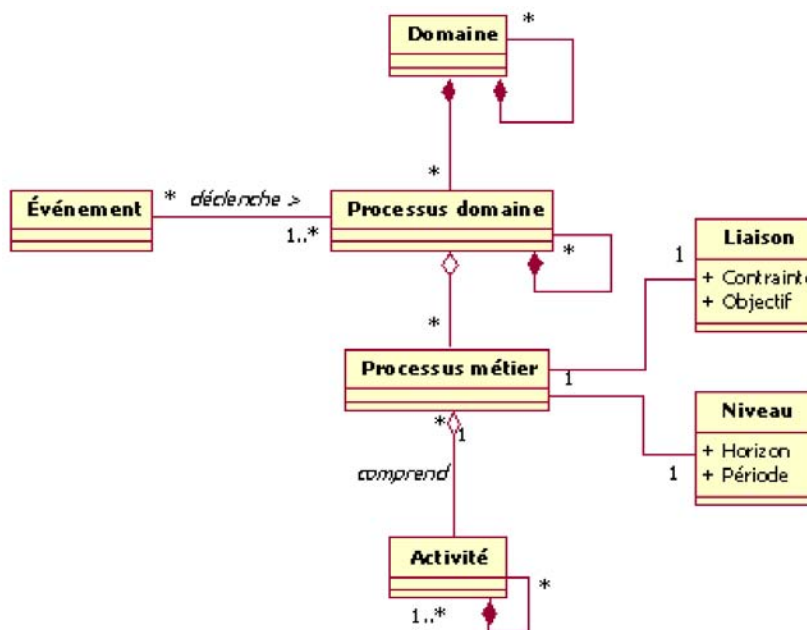 Domaine
*
*
Événement
* déclenche >
1..*
Processus domaine
*
*
Liaison
1
+ Contrainte
+ Objectif
Processus métier
1
*
1
comprend
Niveau
+ Horizon
+ Période
1
Activité
*
1..*